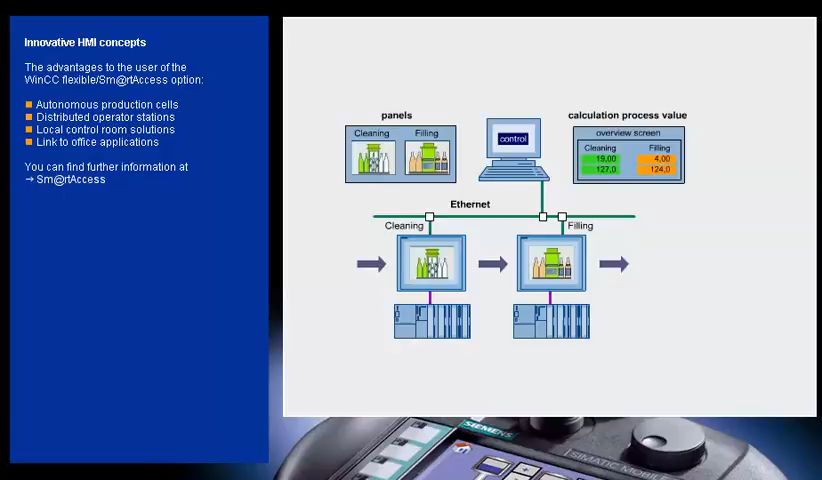 Innovative HMI concepts
The advantages to the user of the
WinCC flexible/Sm@rtAccess option:
Autonomous production cells
Distributed operator stations
Local control room solutions
Link to office applications
You can find further information at
→ Sm@rtAccess
panels
Cleaning Filling
control
calculation process value
overview screen
Cleaning Filling
19,00 4,00
127,0 124,0
Ethernet
Cleaning
Filling
SIEMENS
SIMATIC MOBILE